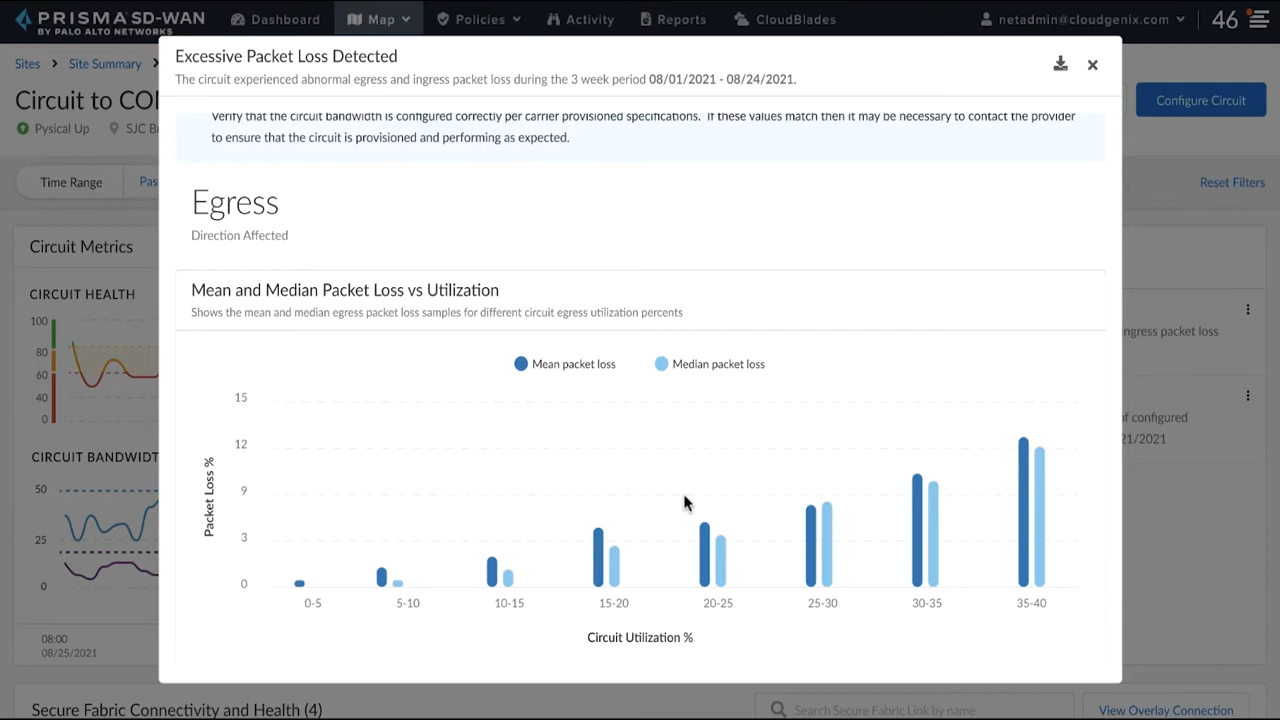 PRISMA SD-WAN
BY PALO ALTO NETWORKS
Dashboard
Map
Policies
Activity
Reports
CloudBlades
netadmin@cloudgenix.com
46
Sites
Site Summary
Circuit to CO
Configure Circuit
Pysical Up
SJC B
Time Range
Pas
Reset Filters
Excessive Packet Loss Detected
The circuit experienced abnormal egress and ingress packet loss during the 3 week period 08/01/2021 - 08/24/2021.
Verify that the circuit bandwidth is configured correctly per carrier provisioned specifications. If these values match then it may be necessary to contact the provider
to ensure that the circuit is provisioned and performing as expected.
Egress
Direction Affected
Mean and Median Packet Loss vs Utilization
Shows the mean and median egress packet loss samples for different circuit egress utilization percents
Mean packet loss
Median packet loss
15
12
9
3
0
Packet Loss %
0-5
5-10
10-15
15-20
20-25
25-30
30-35
35-40
Circuit Utilization %
Circuit Metrics
CIRCUIT HEALTH
100
80
60
40
0
CIRCUIT BANDWIDT
50
25
0
08:00
08/25/2021
ngress packet loss
of configured
21/2021
Secure Fabric Connectivity and Health (4)
Search Secure Fabric Link by name
View Overlay Connection